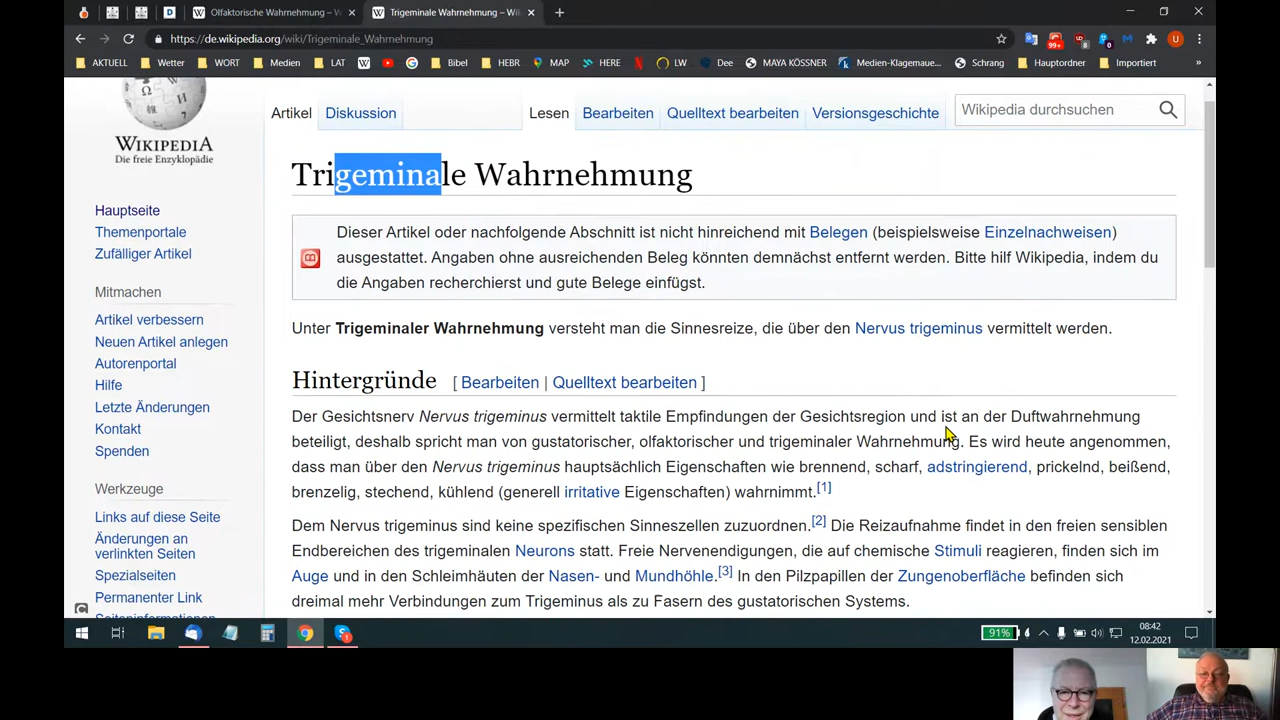 Olfaktorische Wahrnehmung – W
Trigeminale Wahrnehmung – Wik
https://de.wikipedia.org/wiki/Trigeminale_Wahrnehmung
99+
8
0
U
AKTUELL
Wetter
WORT
Medien
LAT
W
Bibel
HEBR
MAP
HERE
LW
Dee
MAYA KÖSSNER
Medien-Klagemaue...
Schrang
Hauptordner
Importiert
»
WIKIPEDIA
Die freie Enzyklopädie
Artikel
Diskussion
Lesen
Bearbeiten
Quelltext bearbeiten
Versionsgeschichte
Wikipedia durchsuchen
Hauptseite
Themenportale
Zufälliger Artikel
Mitmachen
Artikel verbessern
Neuen Artikel anlegen
Autorenportal
Hilfe
Letzte Änderungen
Kontakt
Spenden
Werkzeuge
Links auf diese Seite
Änderungen an
verlinkten Seiten
Spezialseiten
Permanenter Link
Seiteninformationen
Trigeminale Wahrnehmung
Dieser Artikel oder nachfolgende Abschnitt ist nicht hinreichend mit Belegen (beispielsweise Einzelnachweisen)
ausgestattet. Angaben ohne ausreichenden Beleg könnten demnächst entfernt werden. Bitte hilf Wikipedia, indem du
die Angaben recherchierst und gute Belege einfügst.
Unter Trigeminaler Wahrnehmung versteht man die Sinnesreize, die über den Nervus trigeminus vermittelt werden.
Hintergründe [ Bearbeiten | Quelltext bearbeiten ]
Der Gesichtsnerv Nervus trigeminus vermittelt taktile Empfindungen der Gesichtsregion und ist an der Duftwahrnehmung
beteiligt, deshalb spricht man von gustatorischer, olfaktorischer und trigeminaler Wahrnehmung. Es wird heute angenommen,
dass man über den Nervus trigeminus hauptsächlich Eigenschaften wie brennend, scharf, adstringierend, prickelnd, beißend,
brenzelig, stechend, kühlend (generell irritative Eigenschaften) wahrnimmt.[1]
Dem Nervus trigeminus sind keine spezifischen Sinneszellen zuzuordnen.[2] Die Reizaufnahme findet in den freien sensiblen
Endbereichen des trigeminalen Neurons statt. Freie Nervenendigungen, die auf chemische Stimuli reagieren, finden sich im
Auge und in den Schleimhäuten der Nasen- und Mundhöhle.[3] In den Pilzpapillen der Zungenoberfläche befinden sich
dreimal mehr Verbindungen zum Trigeminus als zu Fasern des gustatorischen Systems.
91%
08:42
12.02.2021